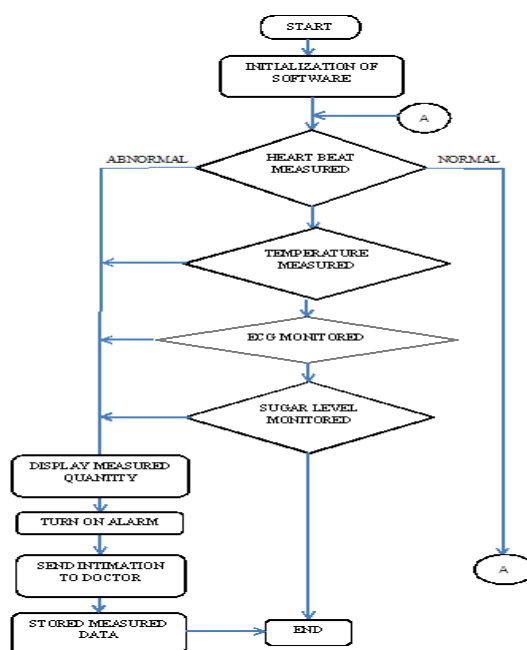 START
INITIALIZATION OF
SOFTWARE
A
ABNORMAL
HEART BEAT
MEASURED
NORMAL
TEMPERATURE
MEASURED
ECG MONITORED
SUGAR LEVEL
MONITORED
DISPLAY MEASURED
QUANTITY
TURN ON ALARM
SEND INTIMATION
TO DOCTOR
A
STORED MEASURED
DATA
END